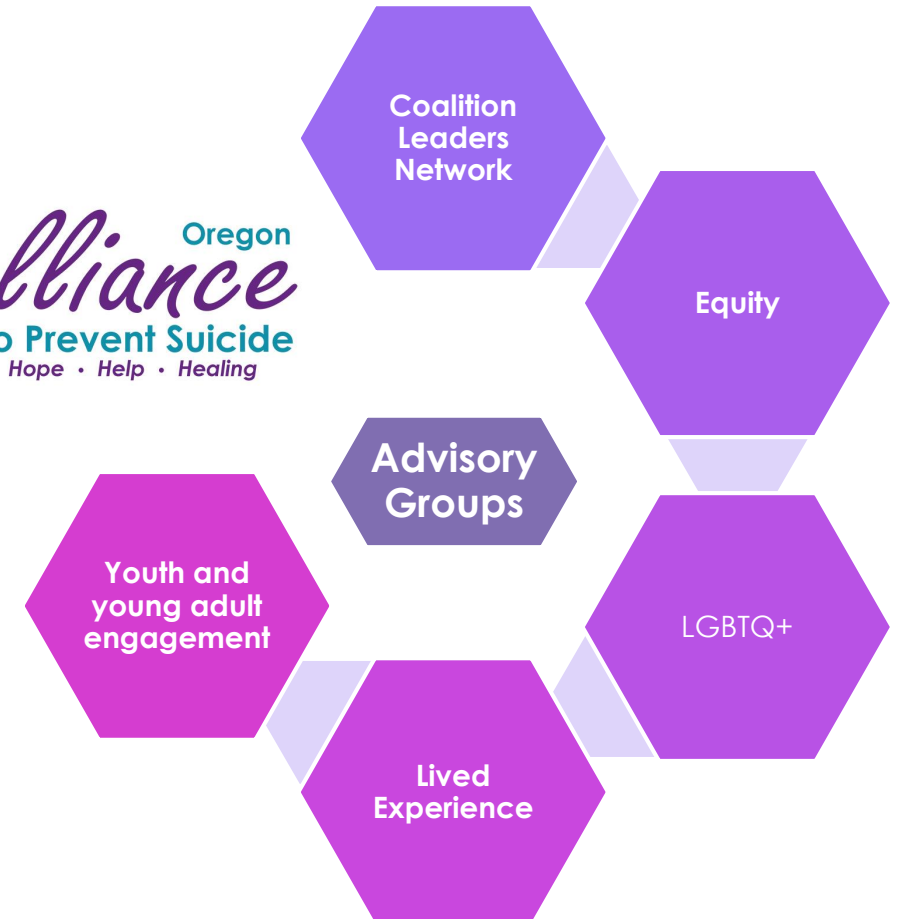 Coalition
Leaders
Network
Oregon
lliance
o Prevent Suicide
Hope • Help • Healing
Equity
Advisory
Groups
Youth and
young adult
engagement
LGBTQ+
Lived
Experience